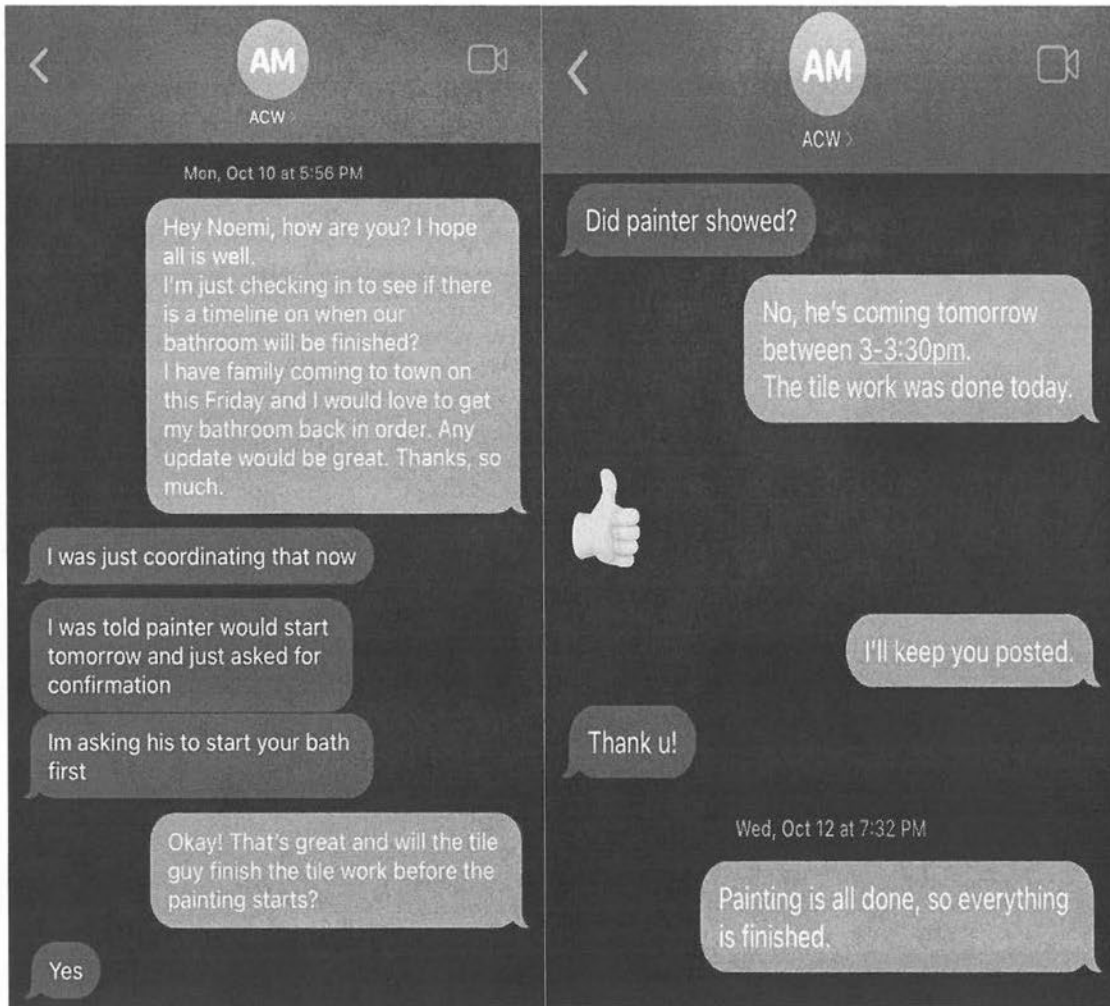 AM
ACW >
Mon, Oct 10 at 5:56 PM
Hey Noemi, how are you? I hope
all is well.
I'm just checking in to see if there
is a timeline on when our
bathroom will be finished?
I have family coming to town on
this Friday and I would love to get
my bathroom back in order. Any
update would be great. Thanks, so
much.
I was just coordinating that now
I was told painter would start
tomorrow and just asked for
confirmation
Im asking his to start your bath
first
Okay! That's great and will the tile
guy finish the tile work before the
painting starts?
Yes
AM
ACW >
Did painter showed?
No, he's coming tomorrow
between 3-3:30pm.
The tile work was done today.
I'll keep you posted.
Thank u!
Wed, Oct 12 at 7:32 PM
Painting is all done, so everything
is finished.